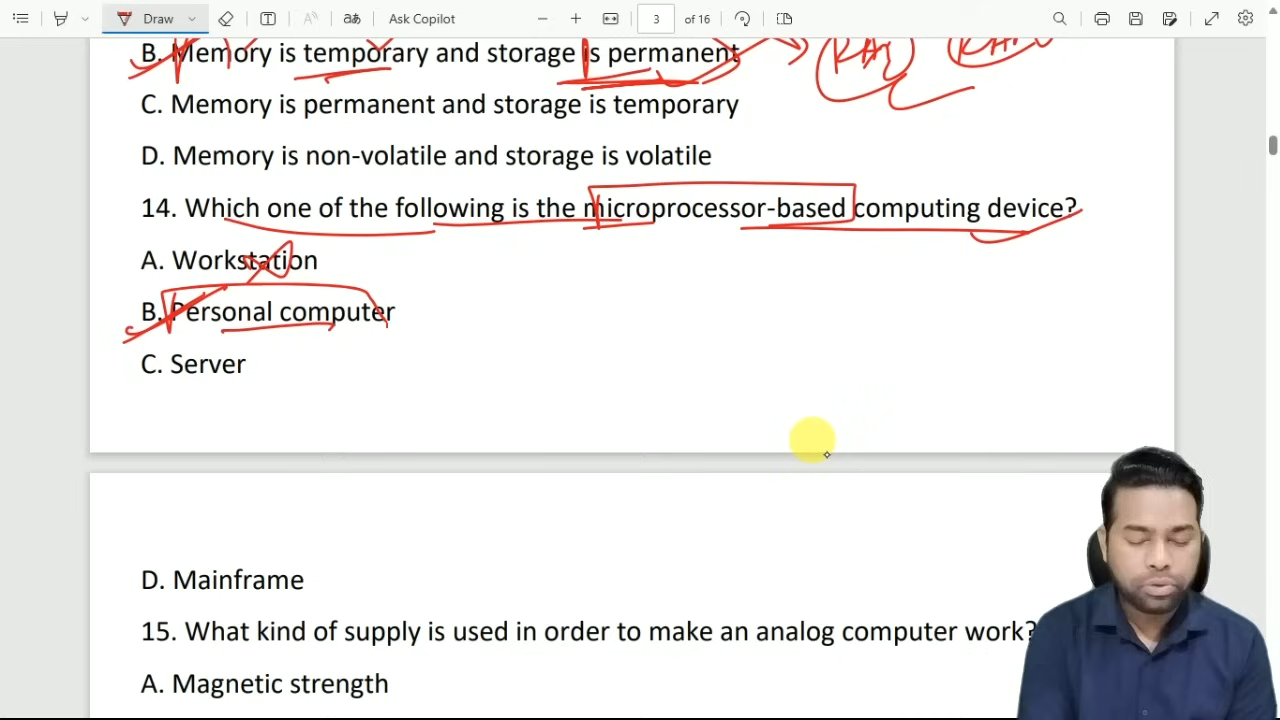 Draw
Ask Copilot
3 of 16
B. Memory is temporary and storage is permanent
C. Memory is permanent and storage is temporary
D. Memory is non-volatile and storage is volatile
14. Which one of the following is the microprocessor-based computing device?
A. Workstation
B. Personal computer
C. Server
D. Mainframe
15. What kind of supply is used in order to make an analog computer work?
A. Magnetic strength